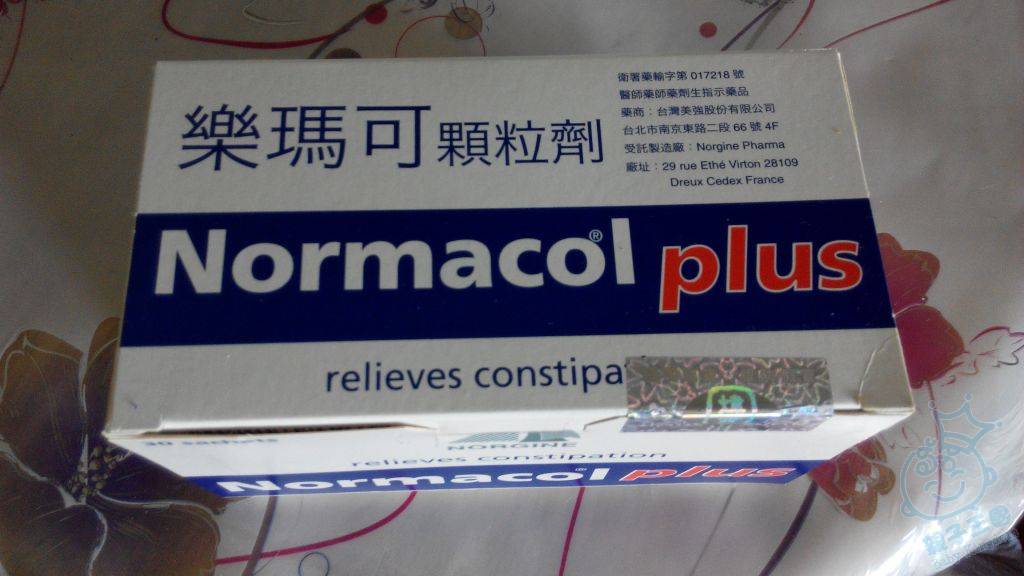 樂瑪可顆粒劑
衛署藥輸字第 017218 號
醫師藥師藥劑生指示藥品
藥商：台灣美強股份有限公司
台北市南京東路二段 66 號 4F
受託製造廠：Norgine Pharma
廠址：29 rue Ethé Virton 28109
Dreux Cedex France
Normacol® plus
relieves constipa
30 sachets
NORGINE
relieves constipation
Normacol® plus